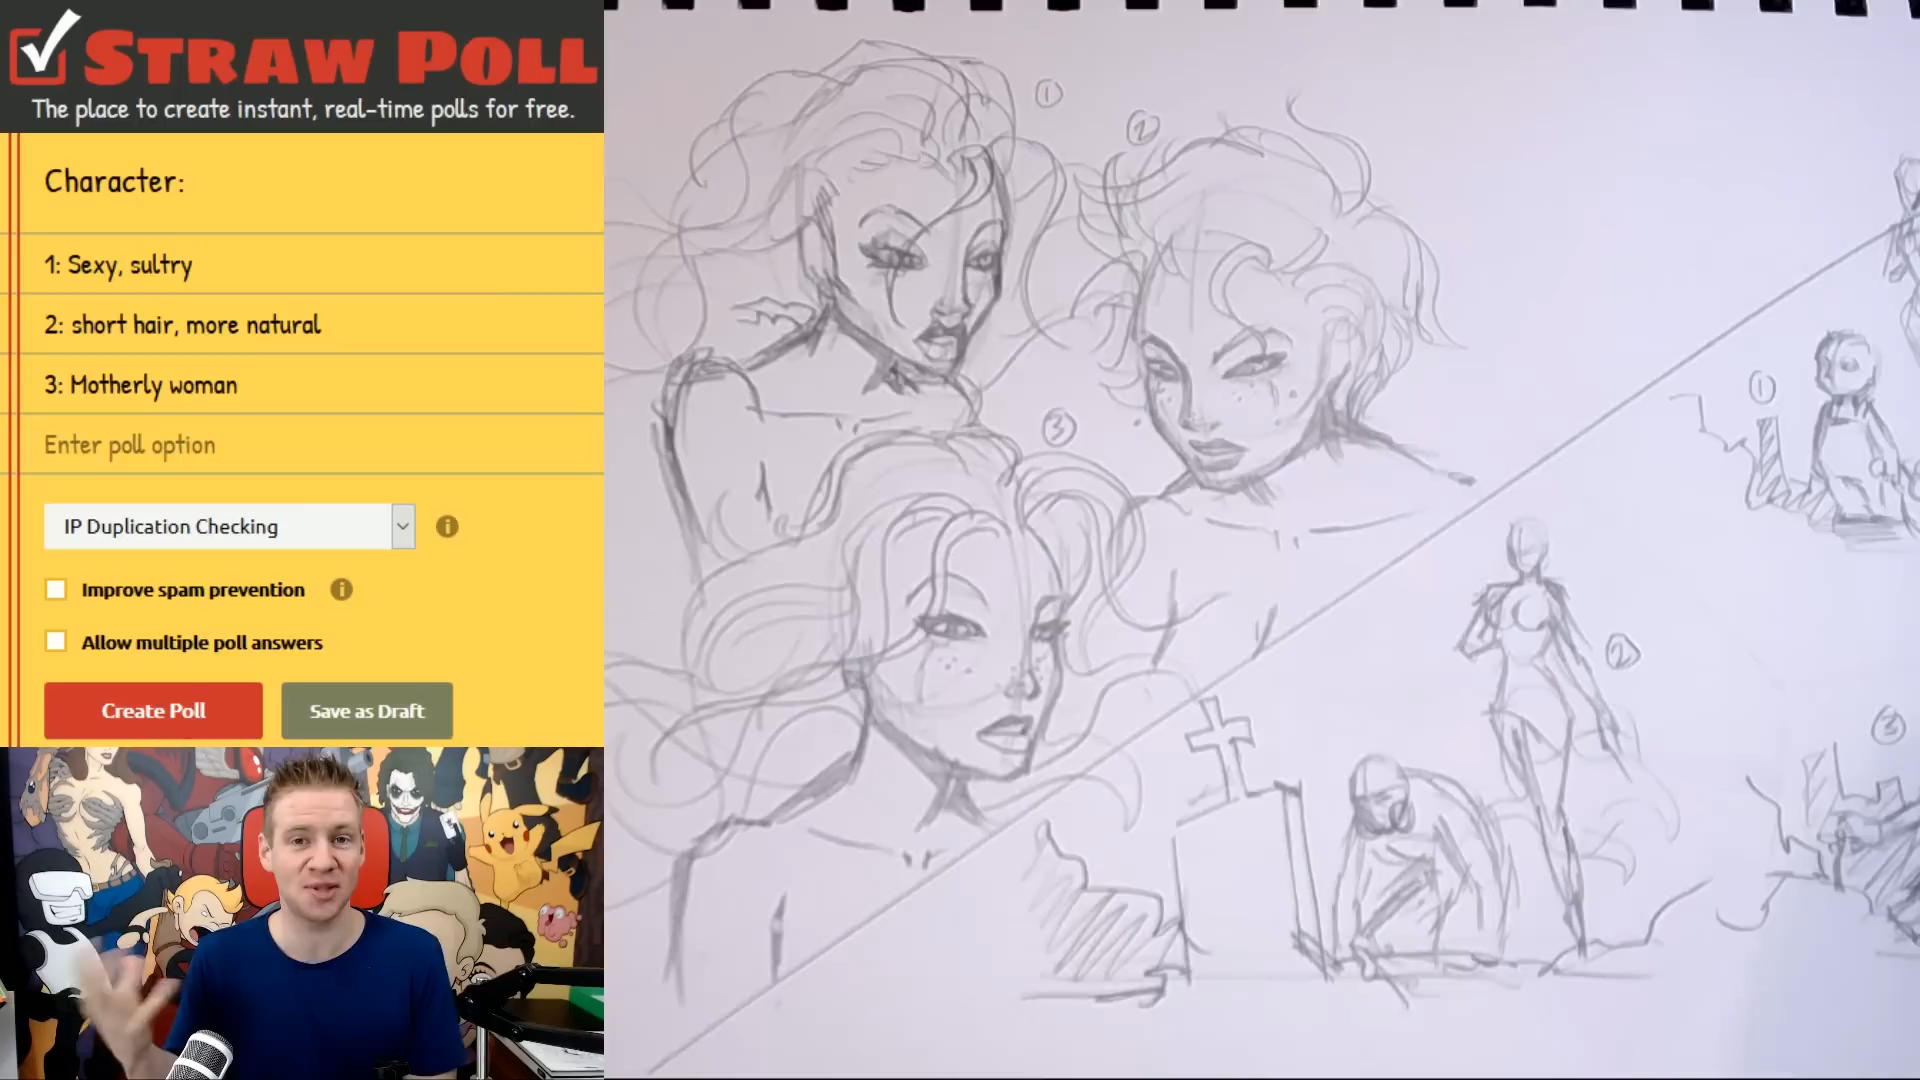 STRAW POLL
The place to create instant, real-time polls for free.
Character:
1: Sexy, sultry
2: short hair, more natural
3: Motherly woman
Enter poll option
IP Duplication Checking
i
Improve spam prevention
i
Allow multiple poll answers
Create Poll
Save as Draft
1
2
3
1
2
3